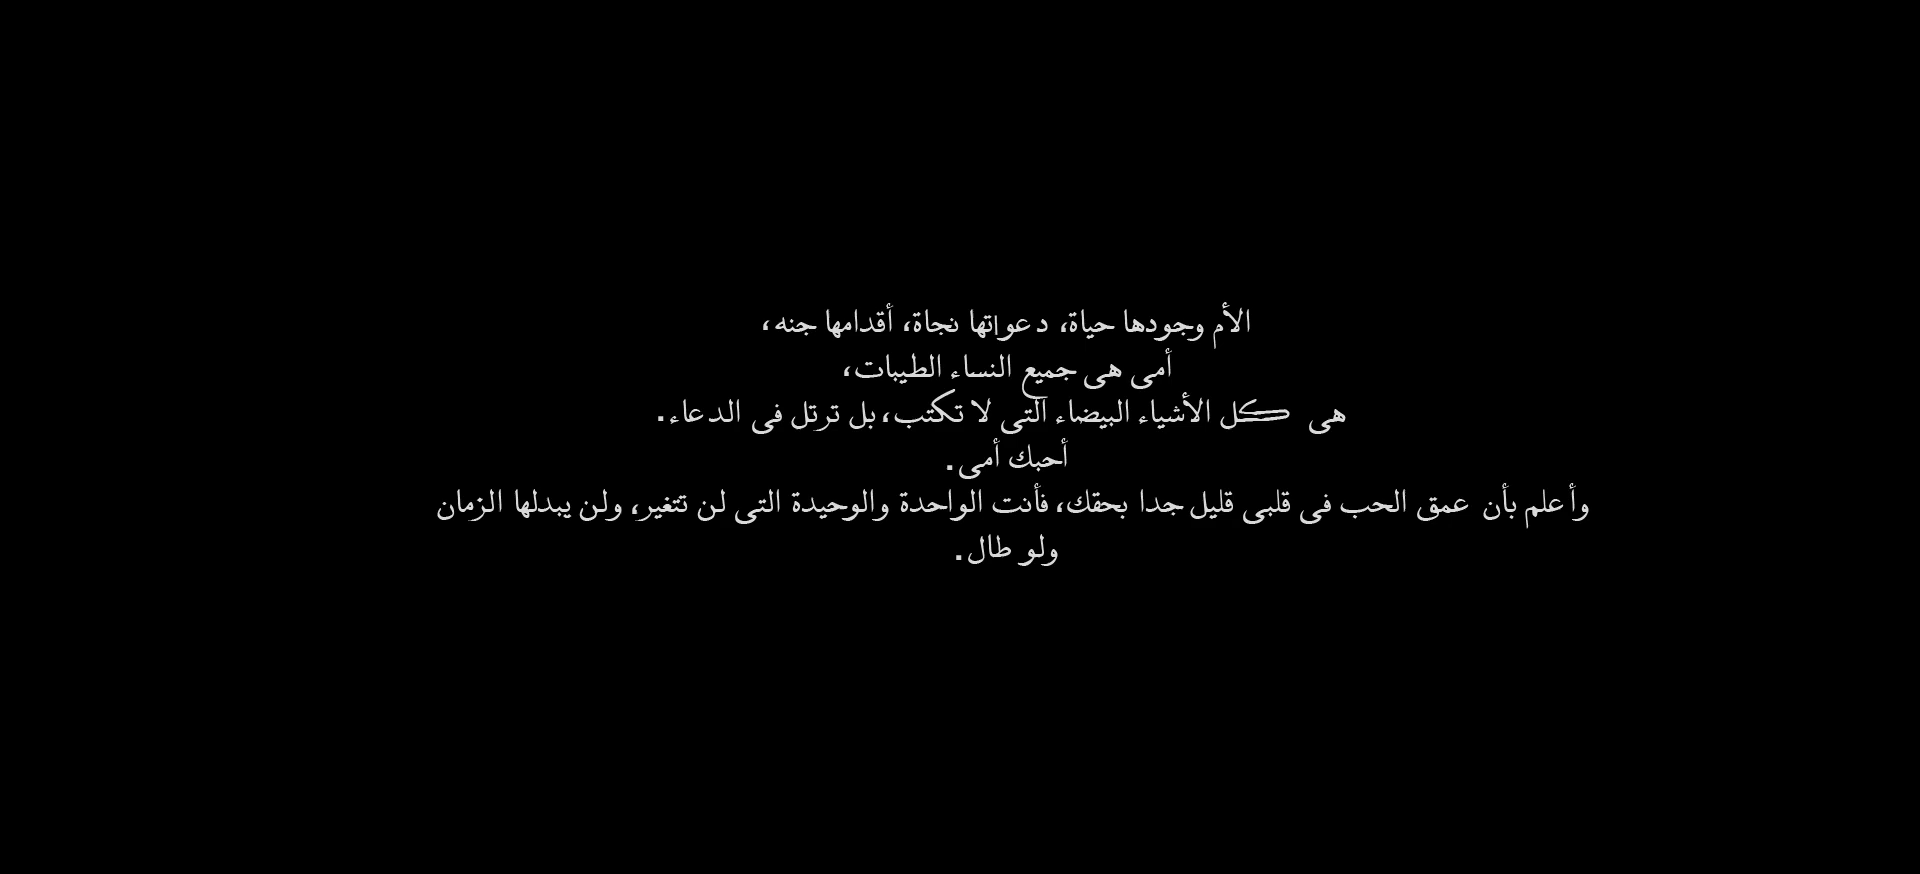 الأم وجودها حياة، دعواتها نجاة، أقدامها جنه،
أمى هى جميع النساء الطيبات،
هى كل الأشياء البيضاء التى لا تكتب، بل ترتل فى الدعاء.
أحبك أمى.
وأعلم بأن عمق الحب فى قلبى قليل جدا بحقك، فأنت الواحدة والوحيدة التى لن تتغير، ولن يبدلها الزمان
ولو طال.